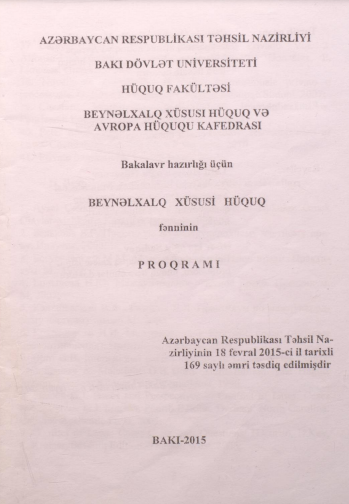 AZƏRBAYCAN RESPUBLİKASI TƏHSİL NAZİRLİYİ
BAKI DÖVLƏT UNİVERSİTETİ
HÜQUQ FAKÜLTƏSİ
BEYNƏLXALQ XÜSUSI HÜQUQ VƏ
AVROPA HÜQUQU KAFEDRASI
Bakalavr hazırlığı üçün
BEYNƏLXALQ XÜSUSİ HÜQUQ
fənninin
PROQRAMI
Azərbaycan Respublikası Təhsil Na-
zirliyinin 18 fevral 2015-ci il tarixli
169 saylı əmri təsdiq edilmişdir
BAKI-2015